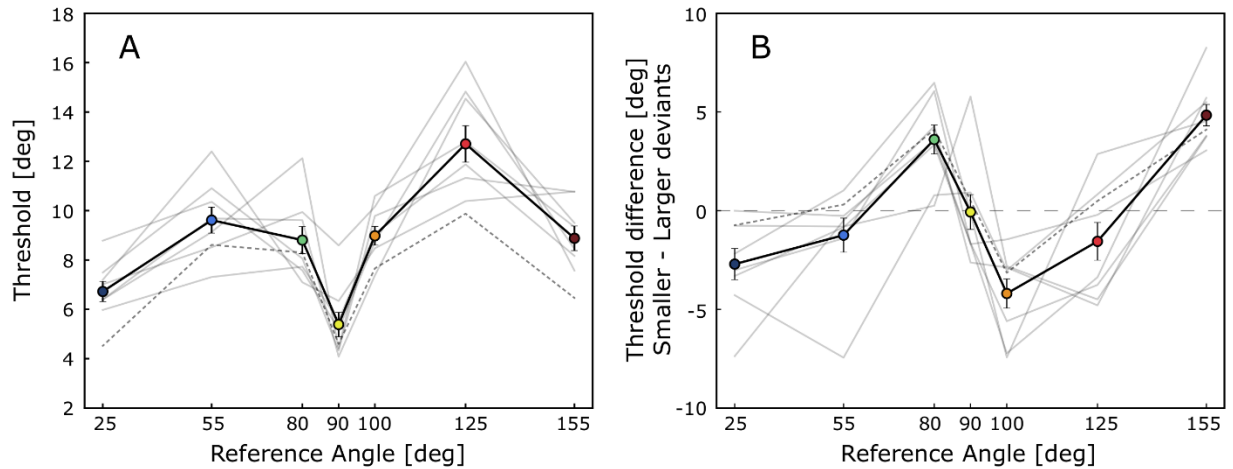 A
Threshold [deg]
18
16
14
12
10
8
6
4
2
25 55 80 90 100 125 155
Reference Angle [deg]
B
Threshold difference [deg]
Smaller - Larger deviants
10
5
0
-5
-10
25 55 80 90 100 125 155
Reference Angle [deg]